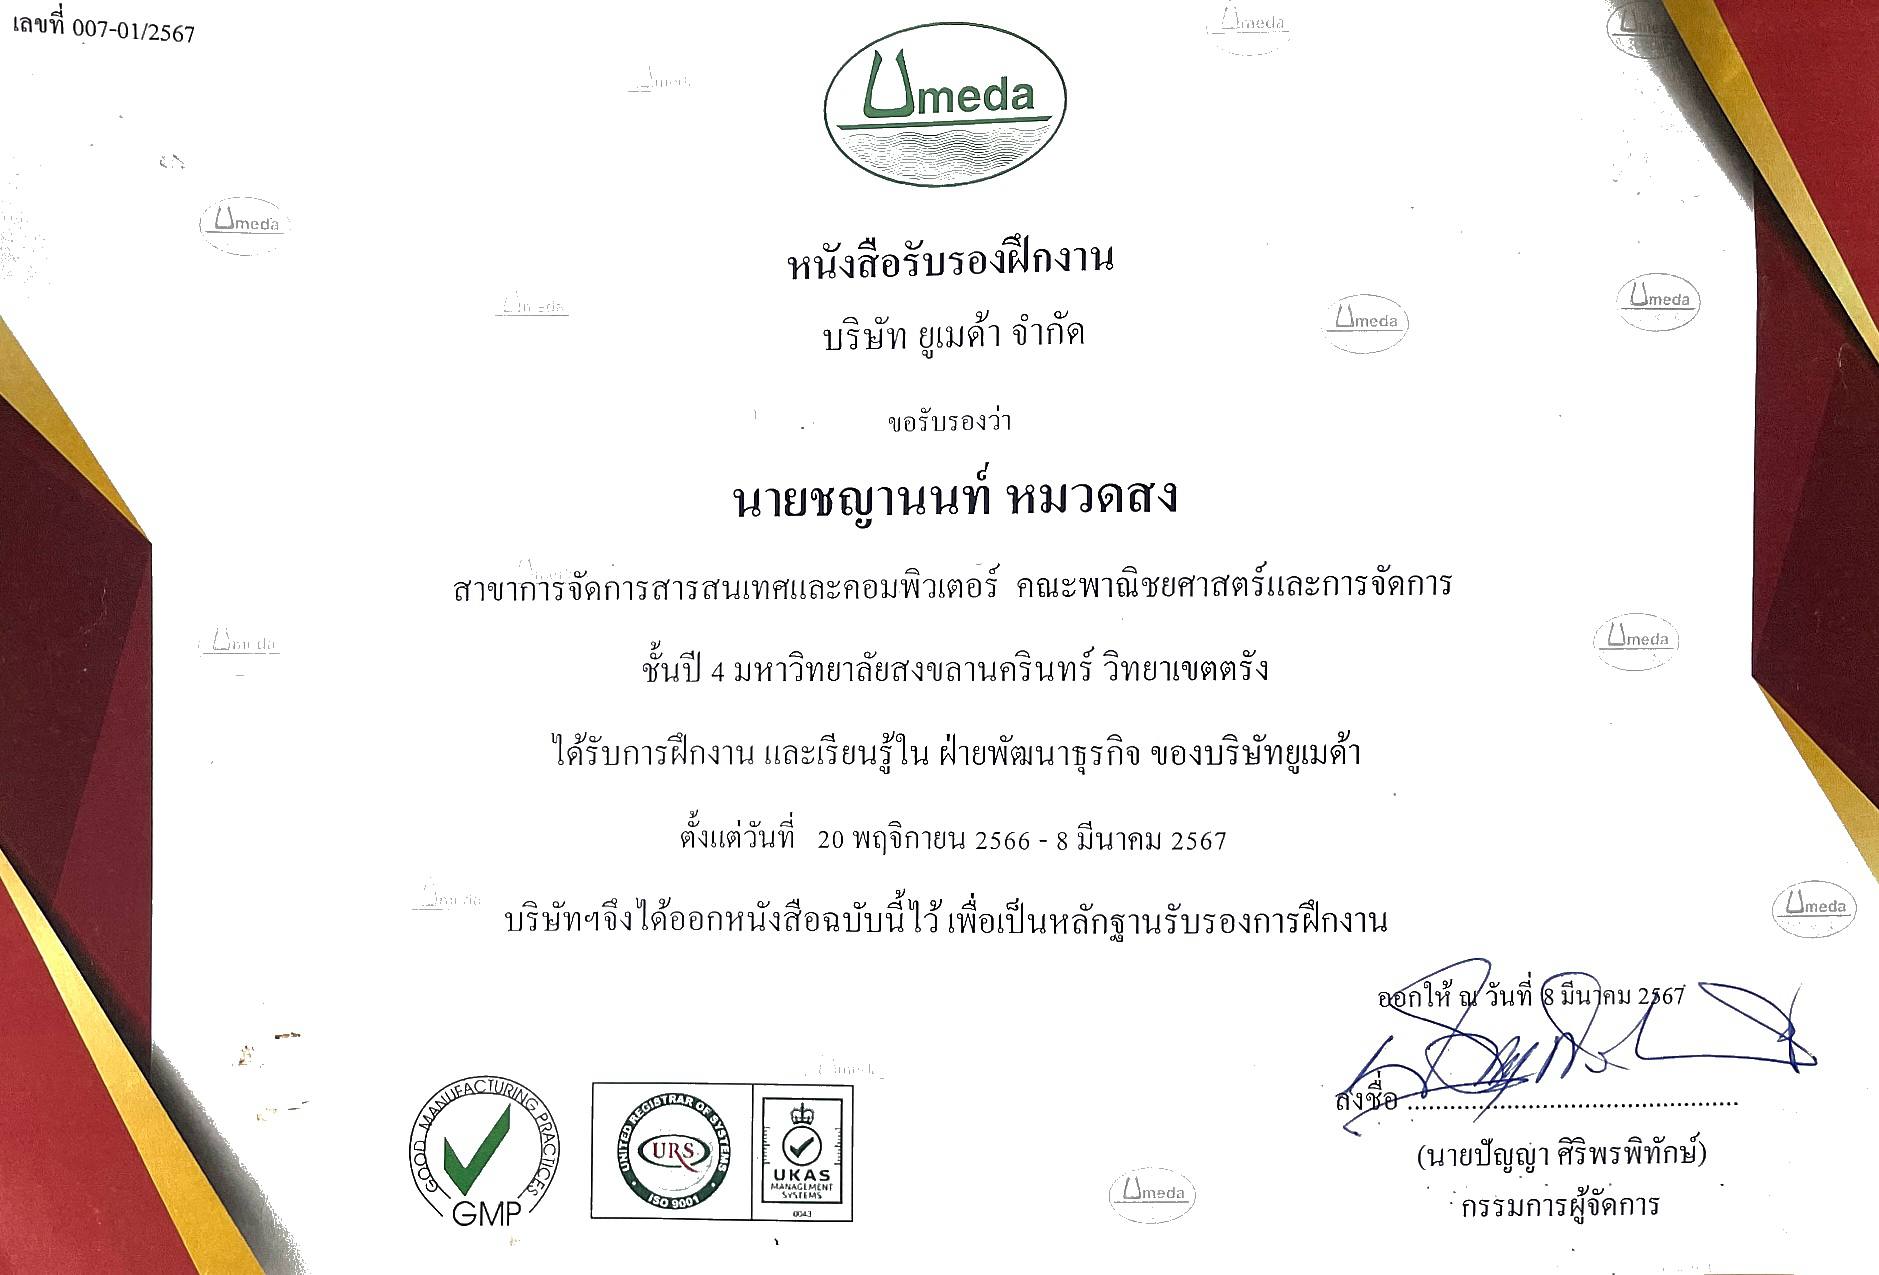 เลขที่ 007-01/2567
Umeda
หนังสือรับรองฝึกงาน
บริษัท ยูเมด้า จำกัด
ขอรับรองว่า
นายชญานนท์ หมวดสง
สาขาการจัดการสารสนเทศและคอมพิวเตอร์ คณะพาณิชยศาสตร์และการจัดการ
ชั้นปี 4 มหาวิทยาลัยสงขลานครินทร์ วิทยาเขตตรัง
ได้รับการฝึกงาน และเรียนรู้ใน ฝ่ายพัฒนาธุรกิจ ของบริษัทยูเมด้า
ตั้งแต่วันที่ 20 พฤศจิกายน 2566 - 8 มีนาคม 2567
บริษัทฯจึงได้ออกหนังสือฉบับนี้ไว้ เพื่อเป็นหลักฐานรับรองการฝึกงาน
ออกให้ ณ วันที่ 8 มีนาคม 2567
ลงชื่อ ................................................
(นายปัญญา ศิริพรพิทักษ์)
กรรมการผู้จัดการ
GOOD MANUFACTURING PRACTICES
GMP
UNITED REGISTRAR OF SYSTEMS
URS
ISO 9001
UKAS
MANAGEMENT
SYSTEMS
0043